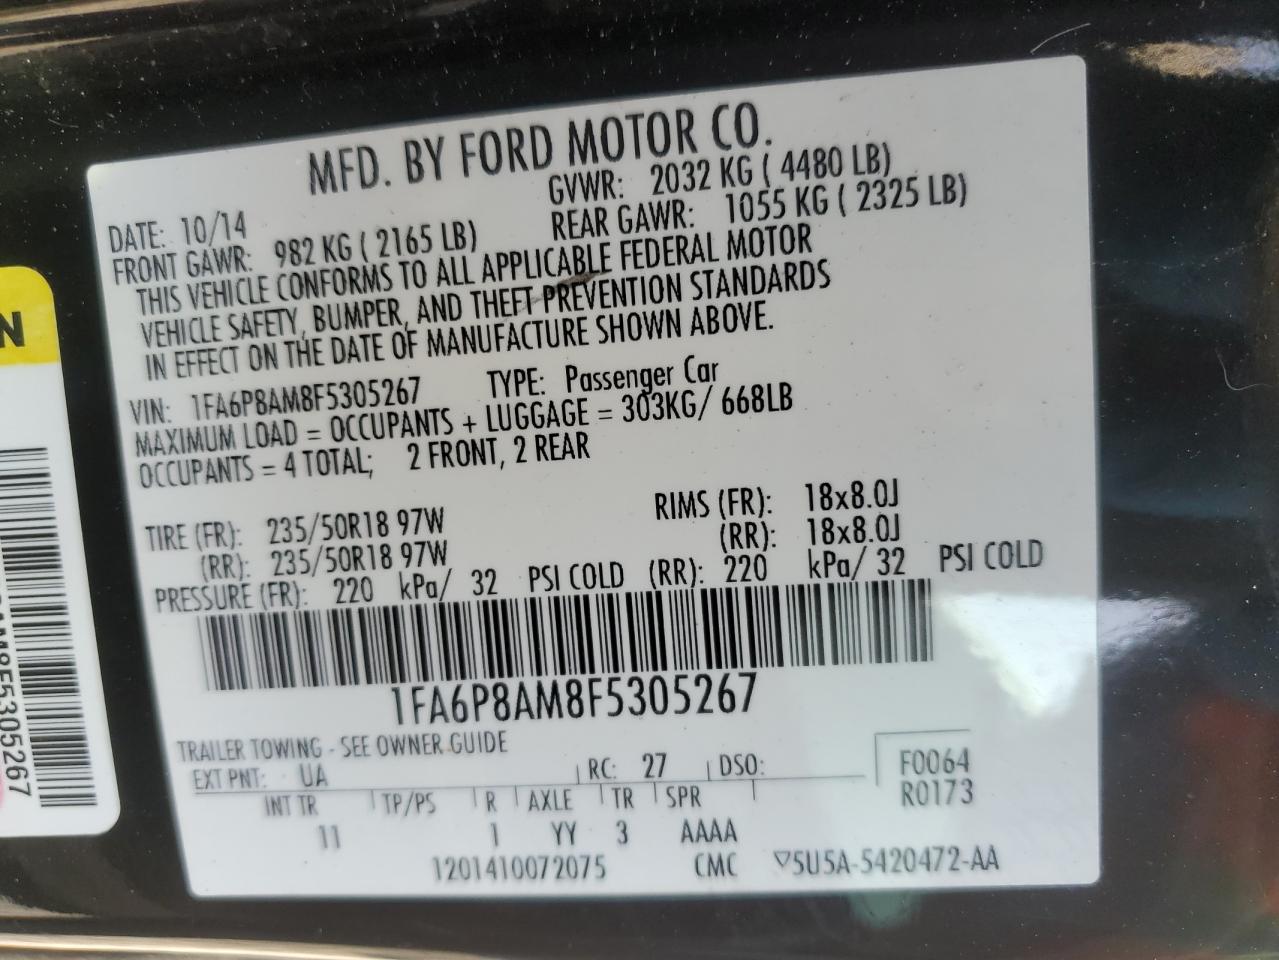 MFD. BY FORD MOTOR CO.
DATE: 10/14 GVWR: 2032 KG ( 4480 LB)
FRONT GAWR: 982 KG ( 2165 LB) REAR GAWR: 1055 KG ( 2325 LB)
THIS VEHICLE CONFORMS TO ALL APPLICABLE FEDERAL MOTOR
VEHICLE SAFETY, BUMPER, AND THEFT PREVENTION STANDARDS
IN EFFECT ON THE DATE OF MANUFACTURE SHOWN ABOVE.
VIN: 1FA6P8AM8F5305267 TYPE: Passenger Car
MAXIMUM LOAD = OCCUPANTS + LUGGAGE = 303KG/ 668LB
OCCUPANTS = 4 TOTAL; 2 FRONT, 2 REAR
TIRE (FR): 235/50R18 97W RIMS (FR): 18x8.0J
(RR): 235/50R18 97W (RR): 18x8.0J
PRESSURE (FR): 220 kPa/ 32 PSI COLD (RR): 220 kPa/ 32 PSI COLD
1FA6P8AM8F5305267
TRAILER TOWING - SEE OWNER GUIDE
EXT PNT: UA RC: 27 DSO: F0064
R0173
INT TR TP/PS R AXLE TR SPR
11 1 YY 3 AAAA
1201410072075 CMC ▽5U5A-5420472-AA
N
M8F5305267